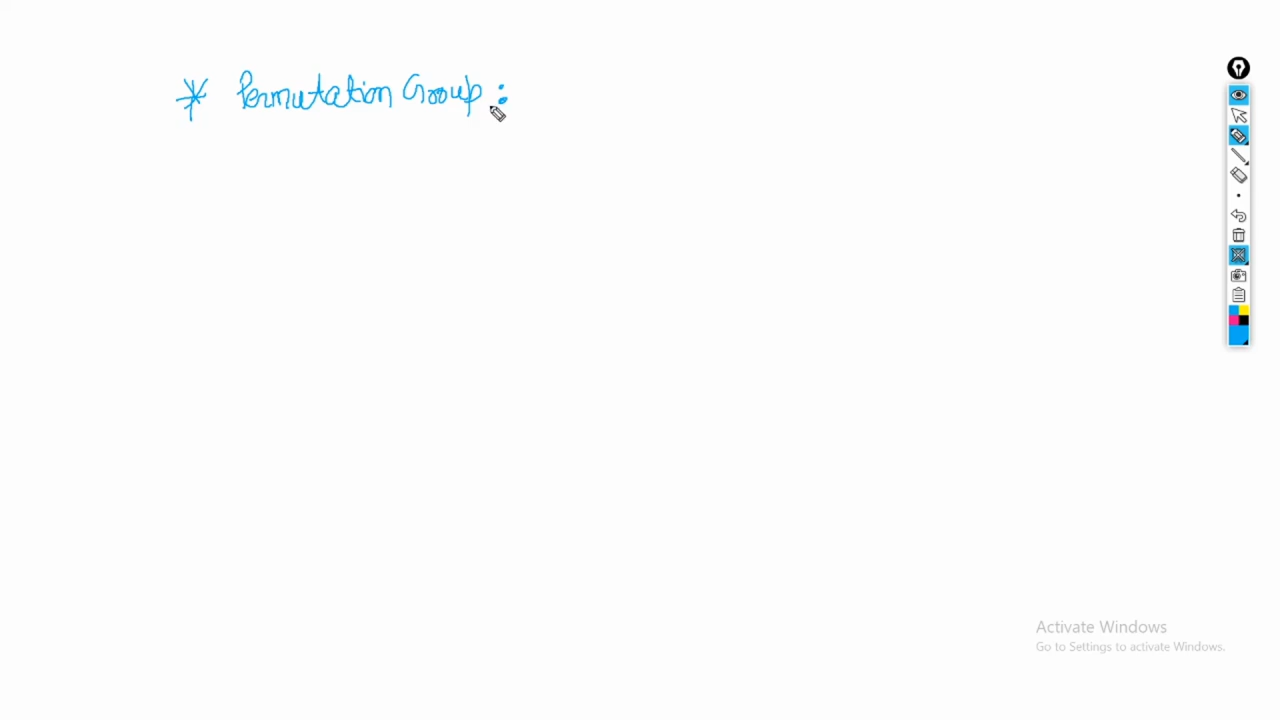 * Permutation Group :
Activate Windows
Go to Settings to activate Windows.